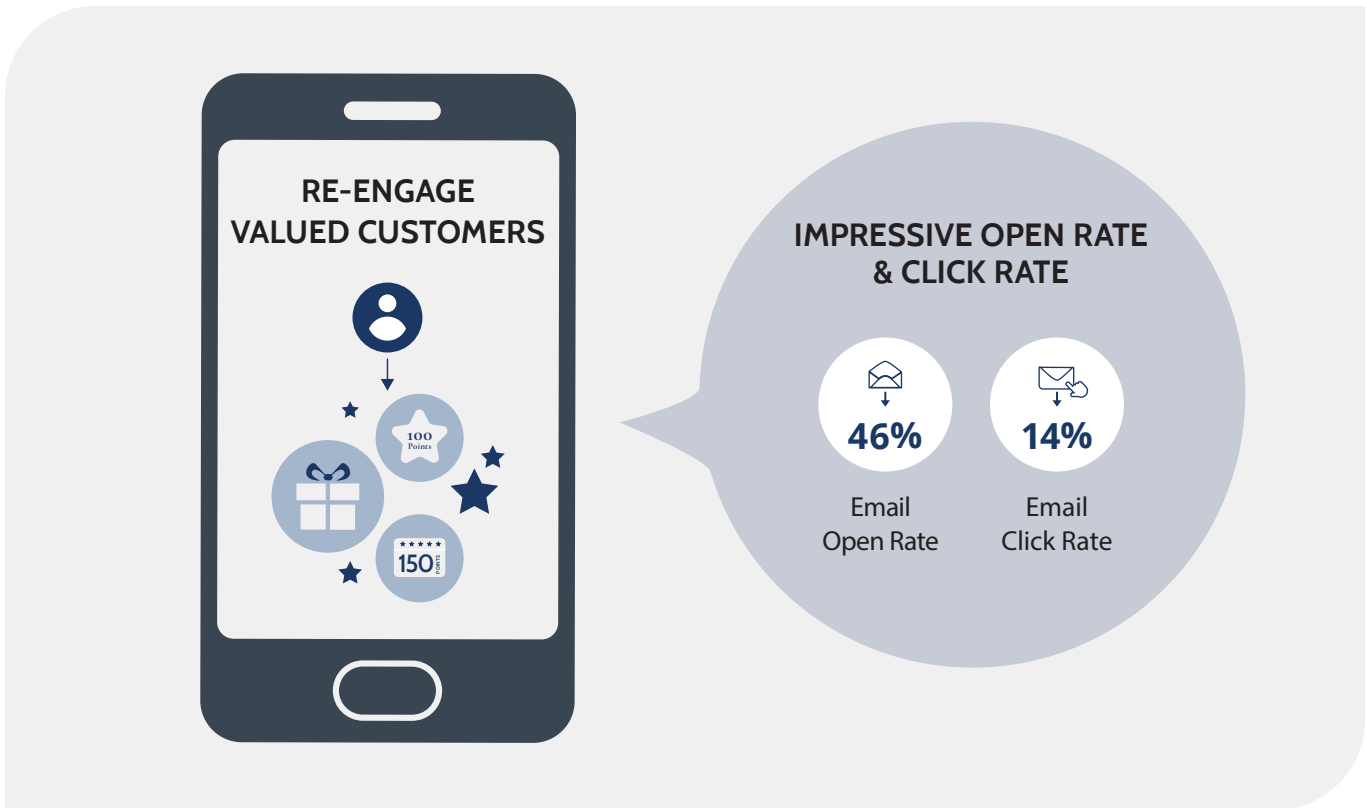 RE-ENGAGE
VALUED CUSTOMERS
100
Points
150
POINTS
IMPRESSIVE OPEN RATE
& CLICK RATE
46%
14%
Email
Open Rate
Email
Click Rate